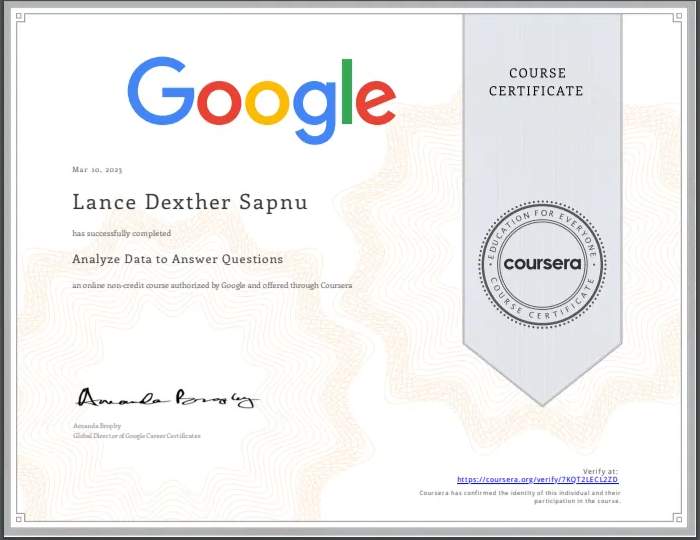 Google
COURSE
CERTIFICATE
Mar 10, 2023
Lance Dexther Sapnu
has successfully completed
Analyze Data to Answer Questions
an online non-credit course authorized by Google and offered through Coursera
EDUCATION FOR EVERYONE
coursera
COURSE CERTIFICATE
Amanda Brophy
Amanda Brophy
Global Director of Google Career Certificates
Verify at:
https://coursera.org/verify/7KQT2LECL2ZD
Coursera has confirmed the identity of this individual and their
participation in the course.